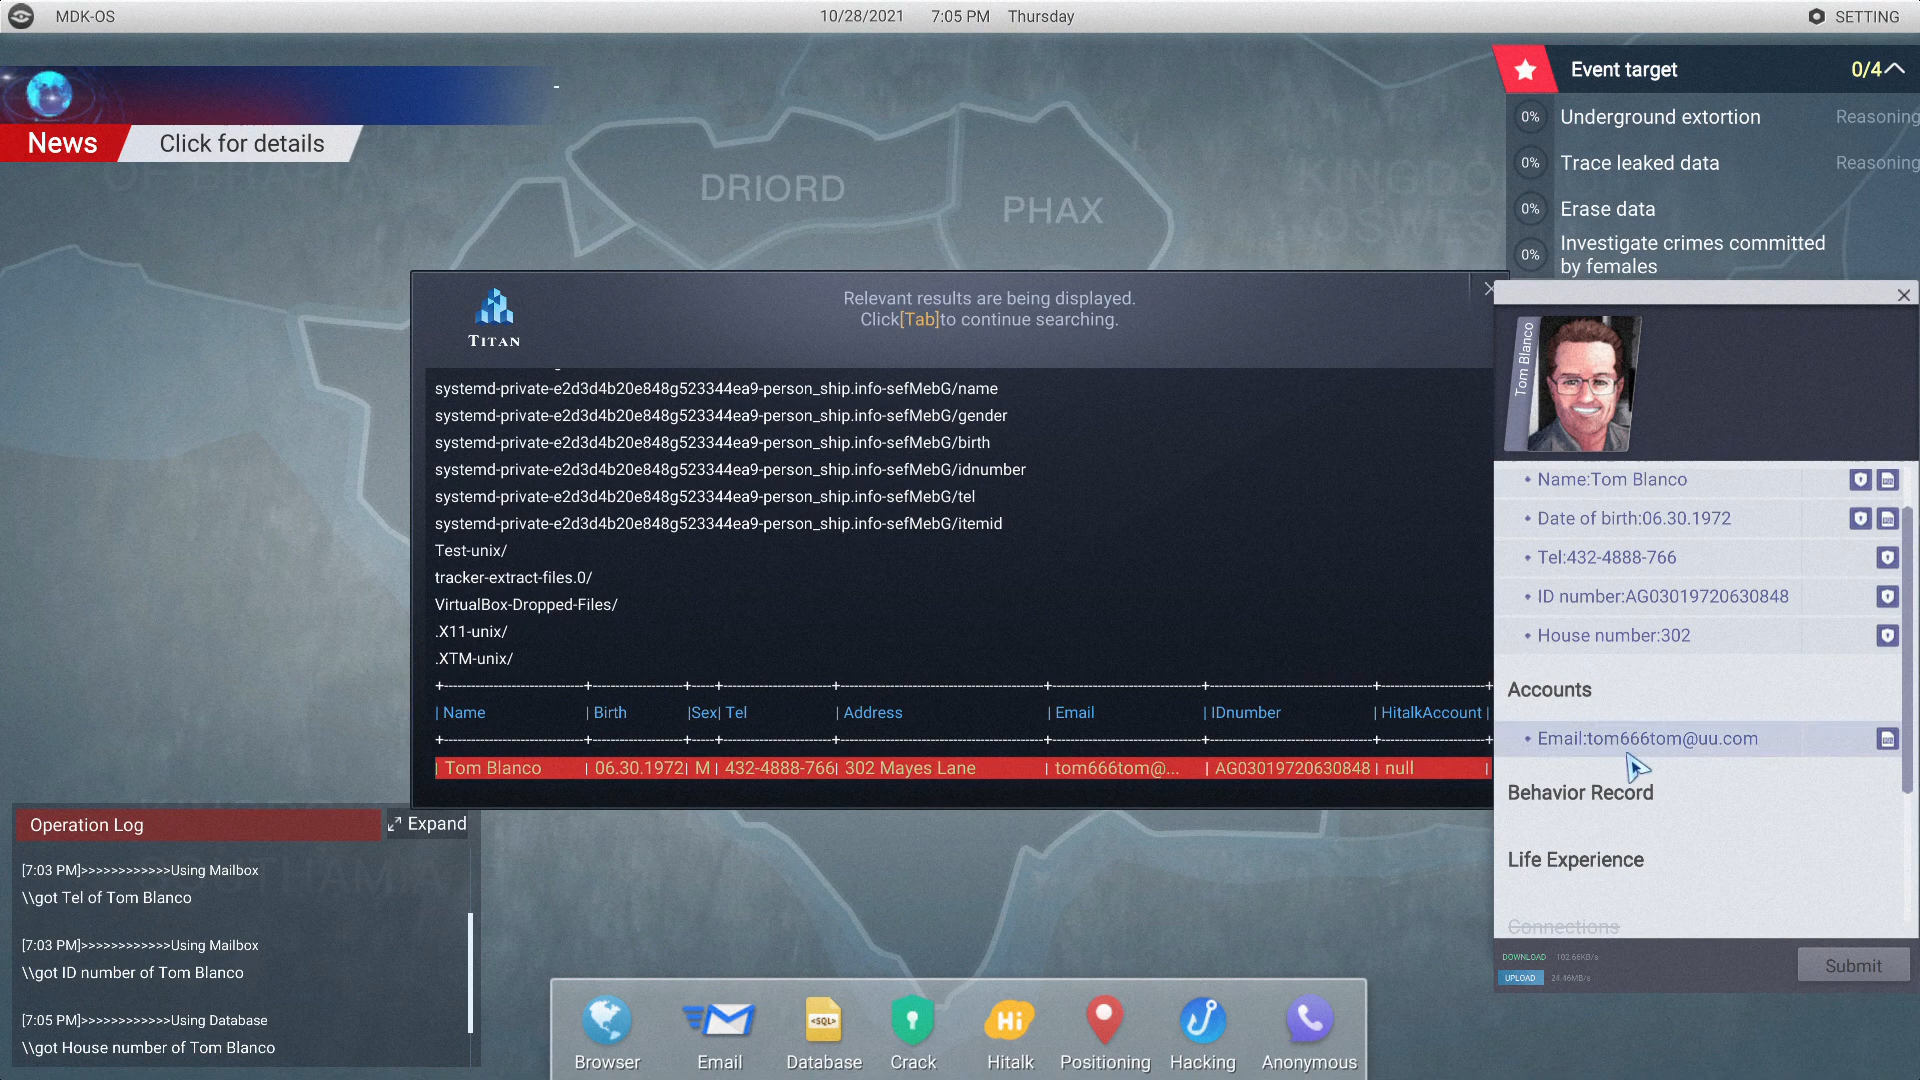 MDK-OS
10/28/2021 7:05 PM Thursday
SETTING
News
Click for details
DRIORD
PHAX
Event target
0/4
0% Underground extortion Reasoning
0% Trace leaked data Reasoning
0% Erase data
0% Investigate crimes committed
by females
TITAN
Relevant results are being displayed.
Click[Tab]to continue searching.
systemd-private-e2d3d4b20e848g523344ea9-person_ship.info-sefMebG/name
systemd-private-e2d3d4b20e848g523344ea9-person_ship.info-sefMebG/gender
systemd-private-e2d3d4b20e848g523344ea9-person_ship.info-sefMebG/birth
systemd-private-e2d3d4b20e848g523344ea9-person_ship.info-sefMebG/idnumber
systemd-private-e2d3d4b20e848g523344ea9-person_ship.info-sefMebG/tel
systemd-private-e2d3d4b20e848g523344ea9-person_ship.info-sefMebG/itemid
Test-unix/
tracker-extract-files.0/
VirtualBox-Dropped-Files/
.X11-unix/
.XTM-unix/
| Name | Birth |Sex| Tel | Address | Email | IDnumber | HitalkAccount |
| Tom Blanco | 06.30.1972| M | 432-4888-766| 302 Mayes Lane | tom666tom@... | AG03019720630848 | null |
Tom Blanco
• Name:Tom Blanco
• Date of birth:06.30.1972
• Tel:432-4888-766
• ID number:AG03019720630848
• House number:302
Accounts
• Email:tom666tom@uu.com
Behavior Record
Life Experience
Connections
DOWNLOAD 102.66KB/s
UPLOAD 24.46MB/s
Submit
Operation Log
Expand
[7:03 PM]>>>>>>>>>>>>Using Mailbox
\\got Tel of Tom Blanco
[7:03 PM]>>>>>>>>>>>>Using Mailbox
\\got ID number of Tom Blanco
[7:05 PM]>>>>>>>>>>>>Using Database
\\got House number of Tom Blanco
<SQL>
Hi
Browser
Email
Database
Crack
Hitalk
Positioning
Hacking
Anonymous